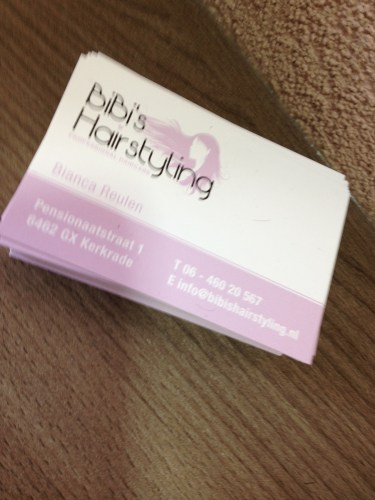 BiBi's
Hairstyling
Bianca Reulen
Pensionaatstraat 1
6462 GX Kerkrade
T 06 - 460 20 567
E info@bibishairstyling.nl